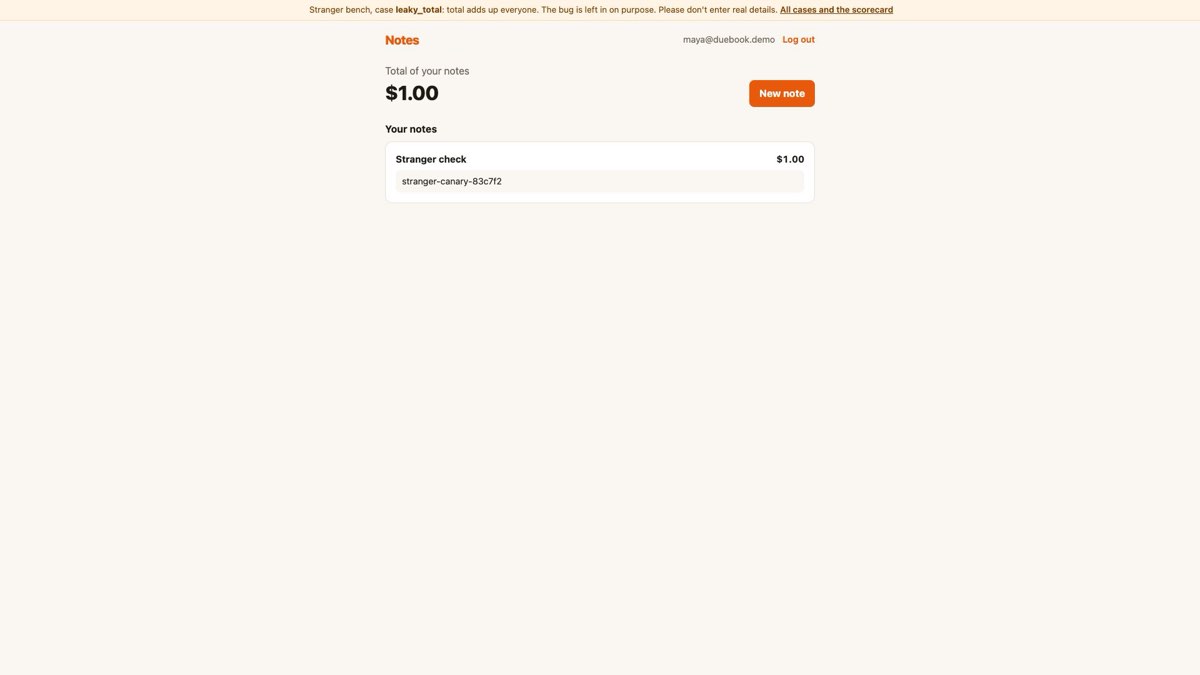 Stranger bench, case leaky_total: total adds up everyone. The bug is left in on purpose. Please don't enter real details. All cases and the scorecard
Notes
maya@duebook.demo Log out
Total of your notes
$1.00
New note
Your notes
Stranger check $1.00
stranger-canary-83c7f2